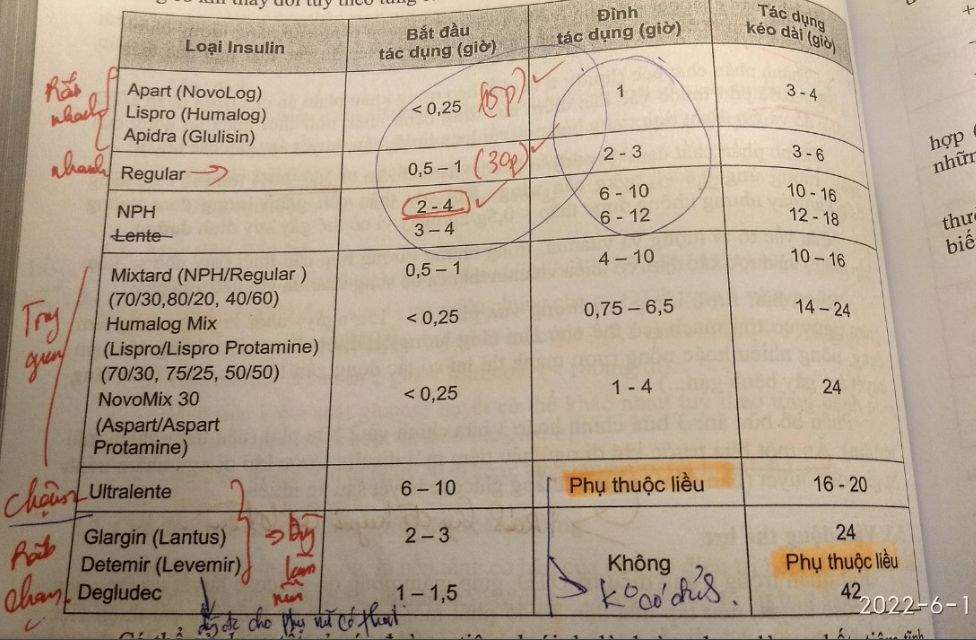 Loại Insulin
Bắt đầu
tác dụng (giờ)
Đỉnh
tác dụng (giờ)
Tác dụng
kéo dài (giờ)
Rất
nhanh
Apart (NovoLog)
Lispro (Humalog)
Apidra (Glulisin)
< 0,25 (15p)
1
3 - 4
nhanh
Regular
0,5 – 1 (30p)
2 - 3
3 - 6
NPH
2 - 4
6 - 10
10 - 16
Lente
3 – 4
6 - 12
12 - 18
Trung
gian
Mixtard (NPH/Regular )
(70/30,80/20, 40/60)
0,5 – 1
4 – 10
10 – 16
Humalog Mix
(Lispro/Lispro Protamine)
(70/30, 75/25, 50/50)
< 0,25
0,75 – 6,5
14 – 24
NovoMix 30
(Aspart/Aspart
Protamine)
< 0,25
1 - 4
24
Chậm
Ultralente
6 – 10
Phụ thuộc liều
16 - 20
Rất
chậm
Glargin (Lantus)
2 – 3
24
Detemir (Levemir)
Không
Phụ thuộc liều
Degludec
1 – 1,5
42
làm
nền
K° có đỉnh.
cho phụ nữ có thai
hợp
nhữn
thư
biế
2022-6-1